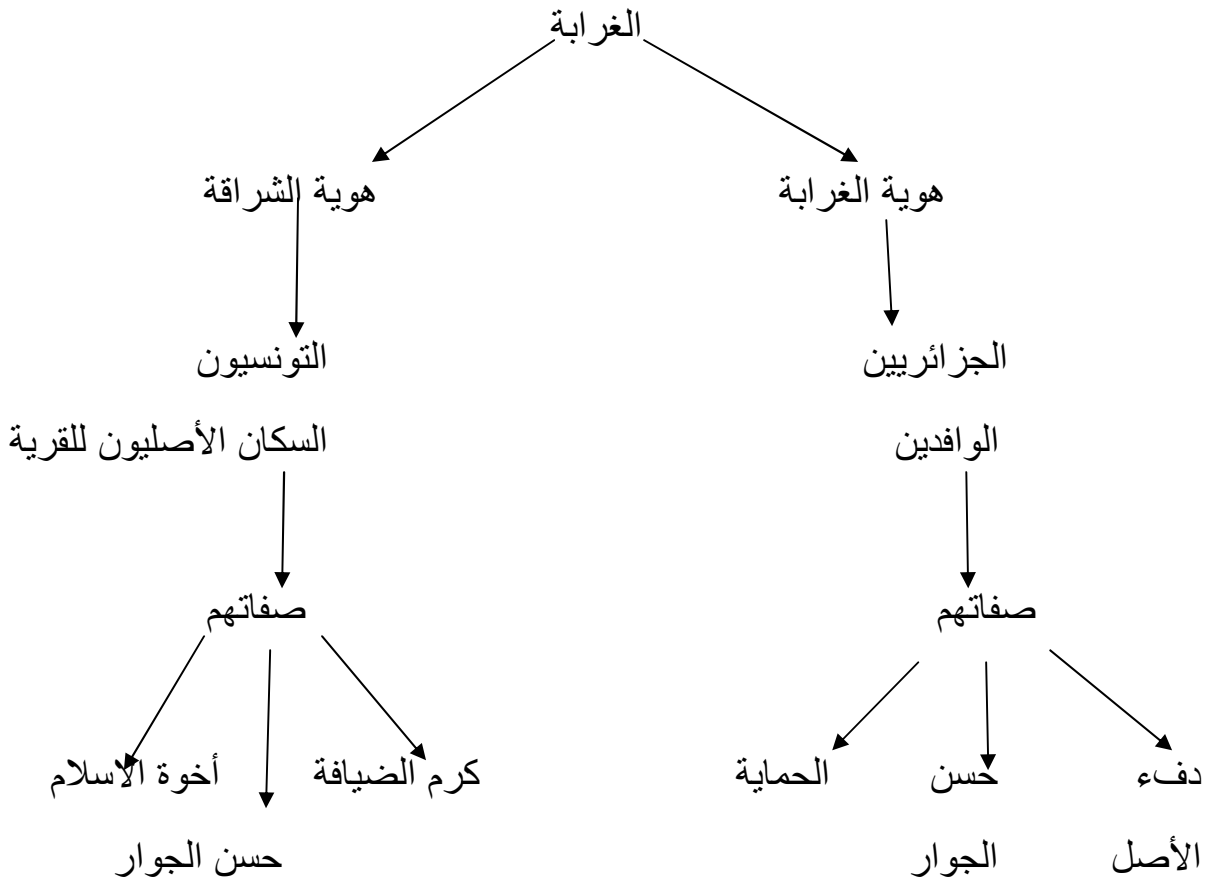 الغرابة
هوية الغرابة
هوية الشراقة
الجزائريين
التونسيون
الوافدين
السكان الأصليون للقرية
صفاتهم
صفاتهم
دفء
حسن
الحماية
كرم الضيافة
أخوة الاسلام
الأصل
الجوار
حسن الجوار